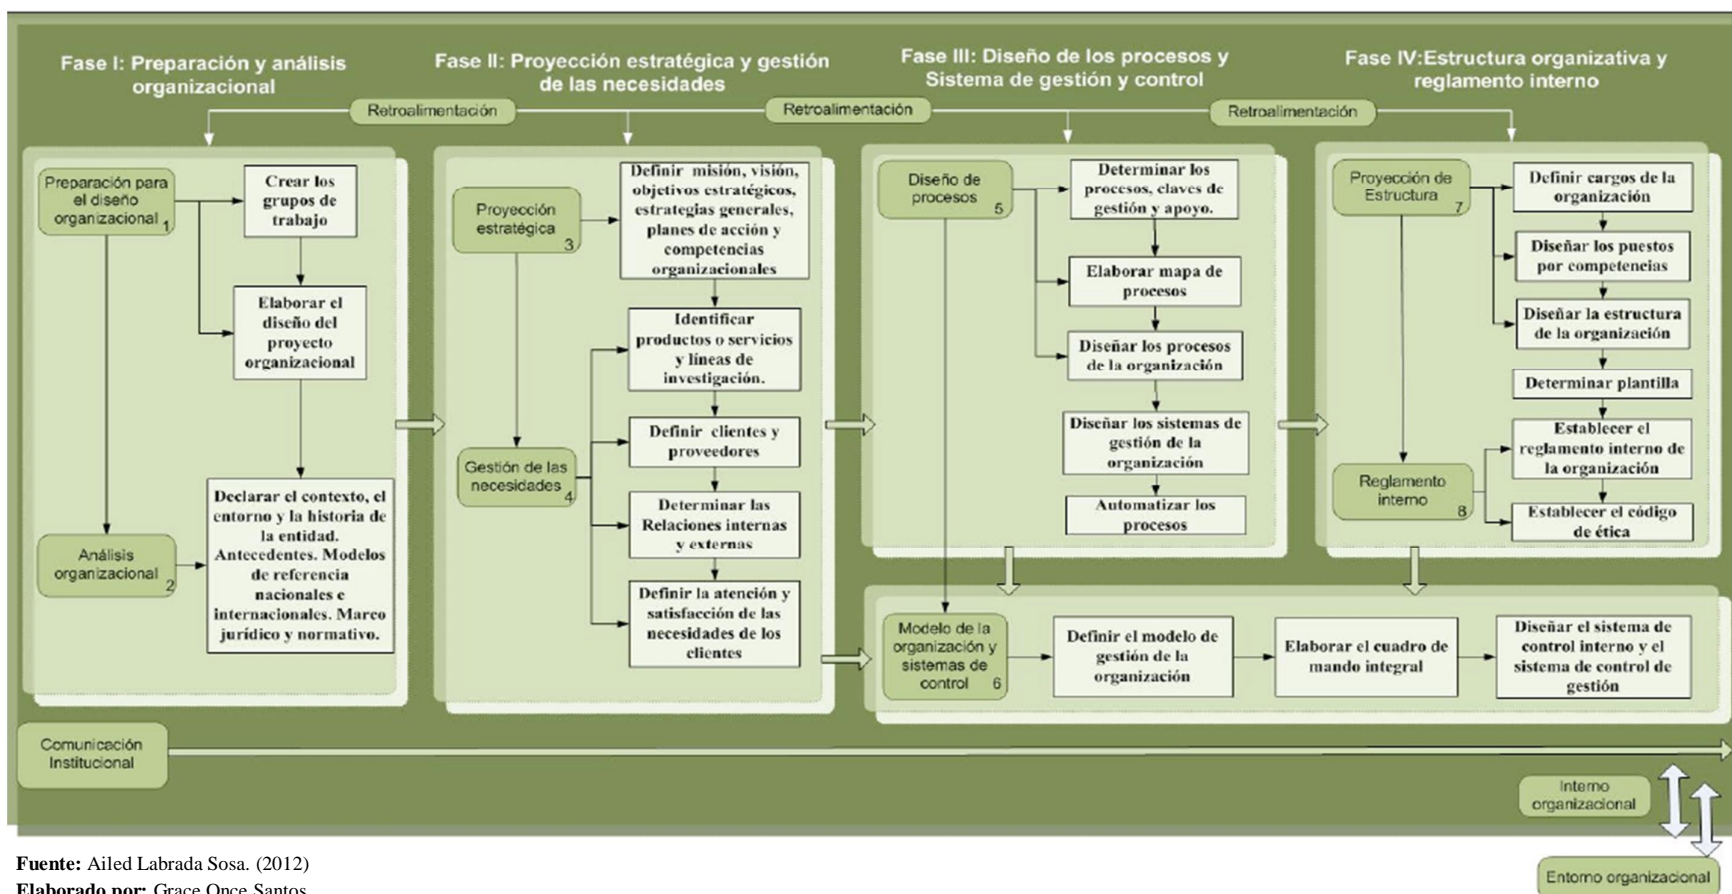 Fase I: Preparación y análisis
organizacional
Fase II: Proyección estratégica y gestión
de las necesidades
Fase III: Diseño de los procesos y
Sistema de gestión y control
Fase IV:Estructura organizativa y
reglamento interno
Retroalimentación
Retroalimentación
Retroalimentación
Preparación para
el diseño
organizacional 1
Crear los
grupos de
trabajo
Elaborar el
diseño del
proyecto
organizacional
Análisis
organizacional 2
Declarar el contexto, el
entorno y la historia de
la entidad.
Antecedentes. Modelos
de referencia
nacionales e
internacionales. Marco
jurídico y normativo.
Proyección
estratégica 3
Definir misión, visión,
objetivos estratégicos,
estrategias generales,
planes de acción y
competencias
organizacionales
Identificar
productos o servicios
y líneas de
investigación.
Gestión de las
necesidades 4
Definir clientes y
proveedores
Determinar las
Relaciones internas
y externas
Definir la atención y
satisfacción de las
necesidades de los
clientes
Diseño de
procesos 5
Determinar los
procesos, claves de
gestión y apoyo.
Elaborar mapa de
procesos
Diseñar los procesos
de la organización
Diseñar los sistemas de
gestión de la
organización
Automatizar los
procesos
Proyección de
Estructura 7
Definir cargos de la
organización
Diseñar los puestos
por competencias
Diseñar la estructura
de la organización
Determinar plantilla
Reglamento
interno 8
Establecer el
reglamento interno de
la organización
Establecer el código
de ética
Modelo de la
organización y
sistemas de
control 6
Definir el modelo de
gestión de la
organización
Elaborar el cuadro de
mando integral
Diseñar el sistema de
control interno y el
sistema de control de
gestión
Comunicación
Institucional
Interno
organizacional
Entorno organizacional
Fuente: Ailed Labrada Sosa. (2012)
Elaborado por: Grace Once Santos